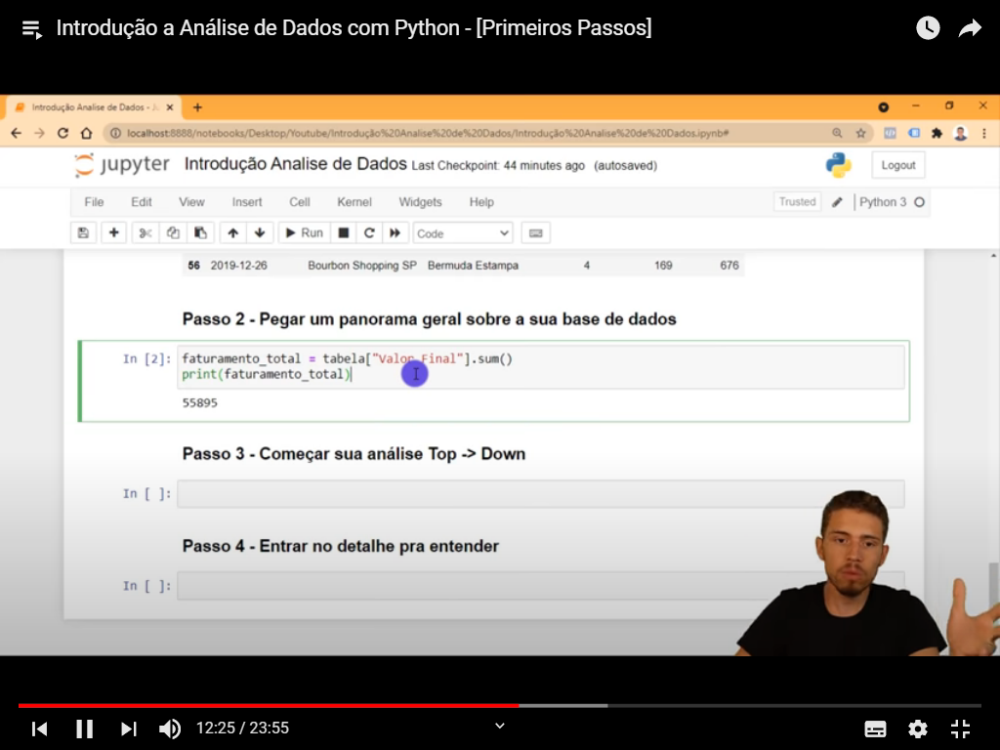 Introdução a Análise de Dados com Python - [Primeiros Passos]
Introdução Analise de Dados - Ju
localhost:8888/notebooks/Desktop/Youtube/Introdução%20Analise%20de%20Dados/Introdução%20Analise%20de%20Dados.ipynb#
jupyter Introdução Analise de Dados Last Checkpoint: 44 minutes ago (autosaved)
Logout
File Edit View Insert Cell Kernel Widgets Help Trusted Python 3
Run Code
56 2019-12-26 Bourbon Shopping SP Bermuda Estampa 4 169 676
Passo 2 - Pegar um panorama geral sobre a sua base de dados
In [2]: faturamento_total = tabela["Valor Final"].sum()
print(faturamento_total)
55895
Passo 3 - Começar sua análise Top -> Down
In [ ]:
Passo 4 - Entrar no detalhe pra entender
In [ ]:
12:25 / 23:55